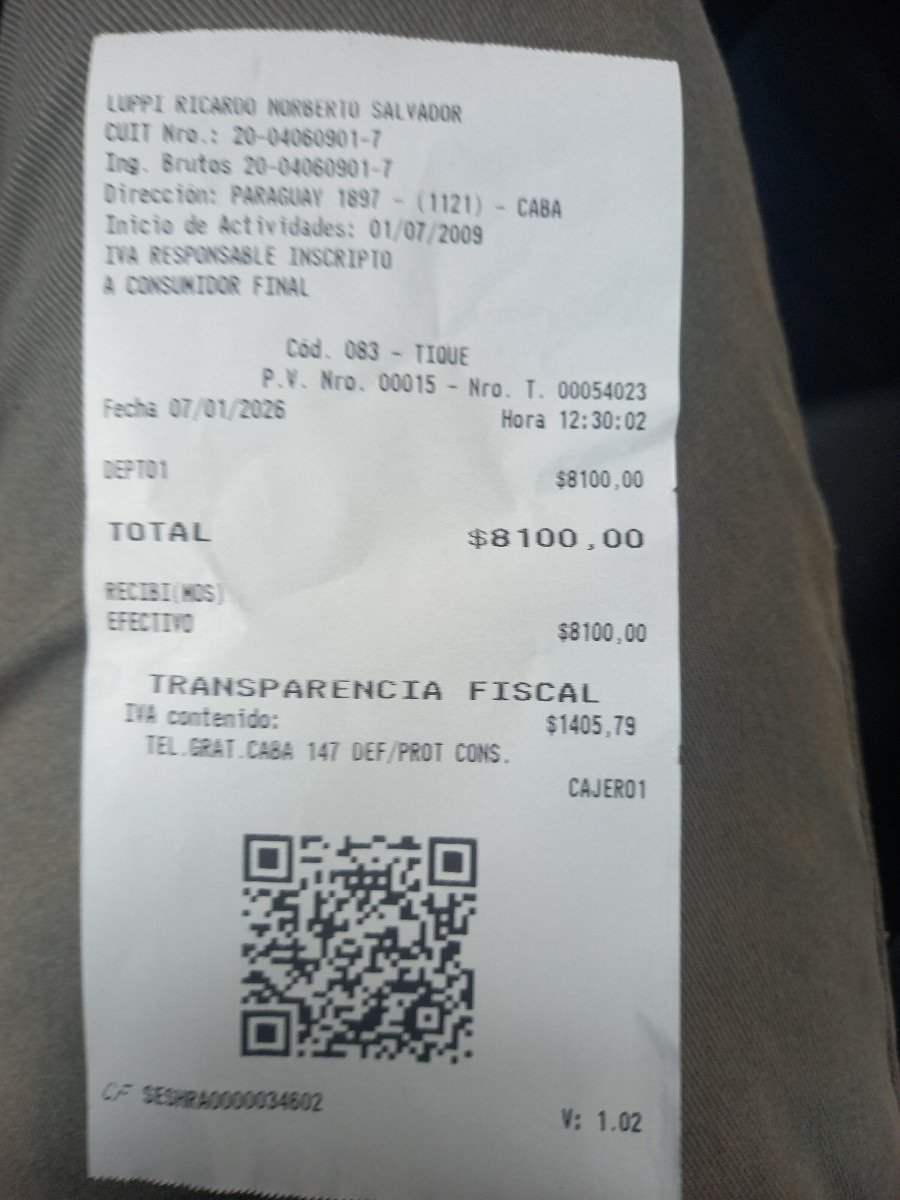 LUPPI RICARDO NORBERTO SALVADOR
CUIT Nro.: 20-04060901-7
Ing. Brutos 20-04060901-7
Dirección: PARAGUAY 1897 - (1121) - CABA
Inicio de Actividades: 01/07/2009
IVA RESPONSABLE INSCRIPTO
A CONSUMIDOR FINAL
Cód. 083 - TIQUE
P.V. Nro. 00015 - Nro. T. 00054023
Fecha 07/01/2026 Hora 12:30:02
DEPTO1 $8100,00
TOTAL $8100,00
RECIBI(MOS)
EFECTIVO $8100,00
TRANSPARENCIA FISCAL
IVA contenido: $1405,79
TEL.GRAT.CABA 147 DEF/PROT CONS.
CAJERO1
CF SESHRA0000034602
V: 1.02